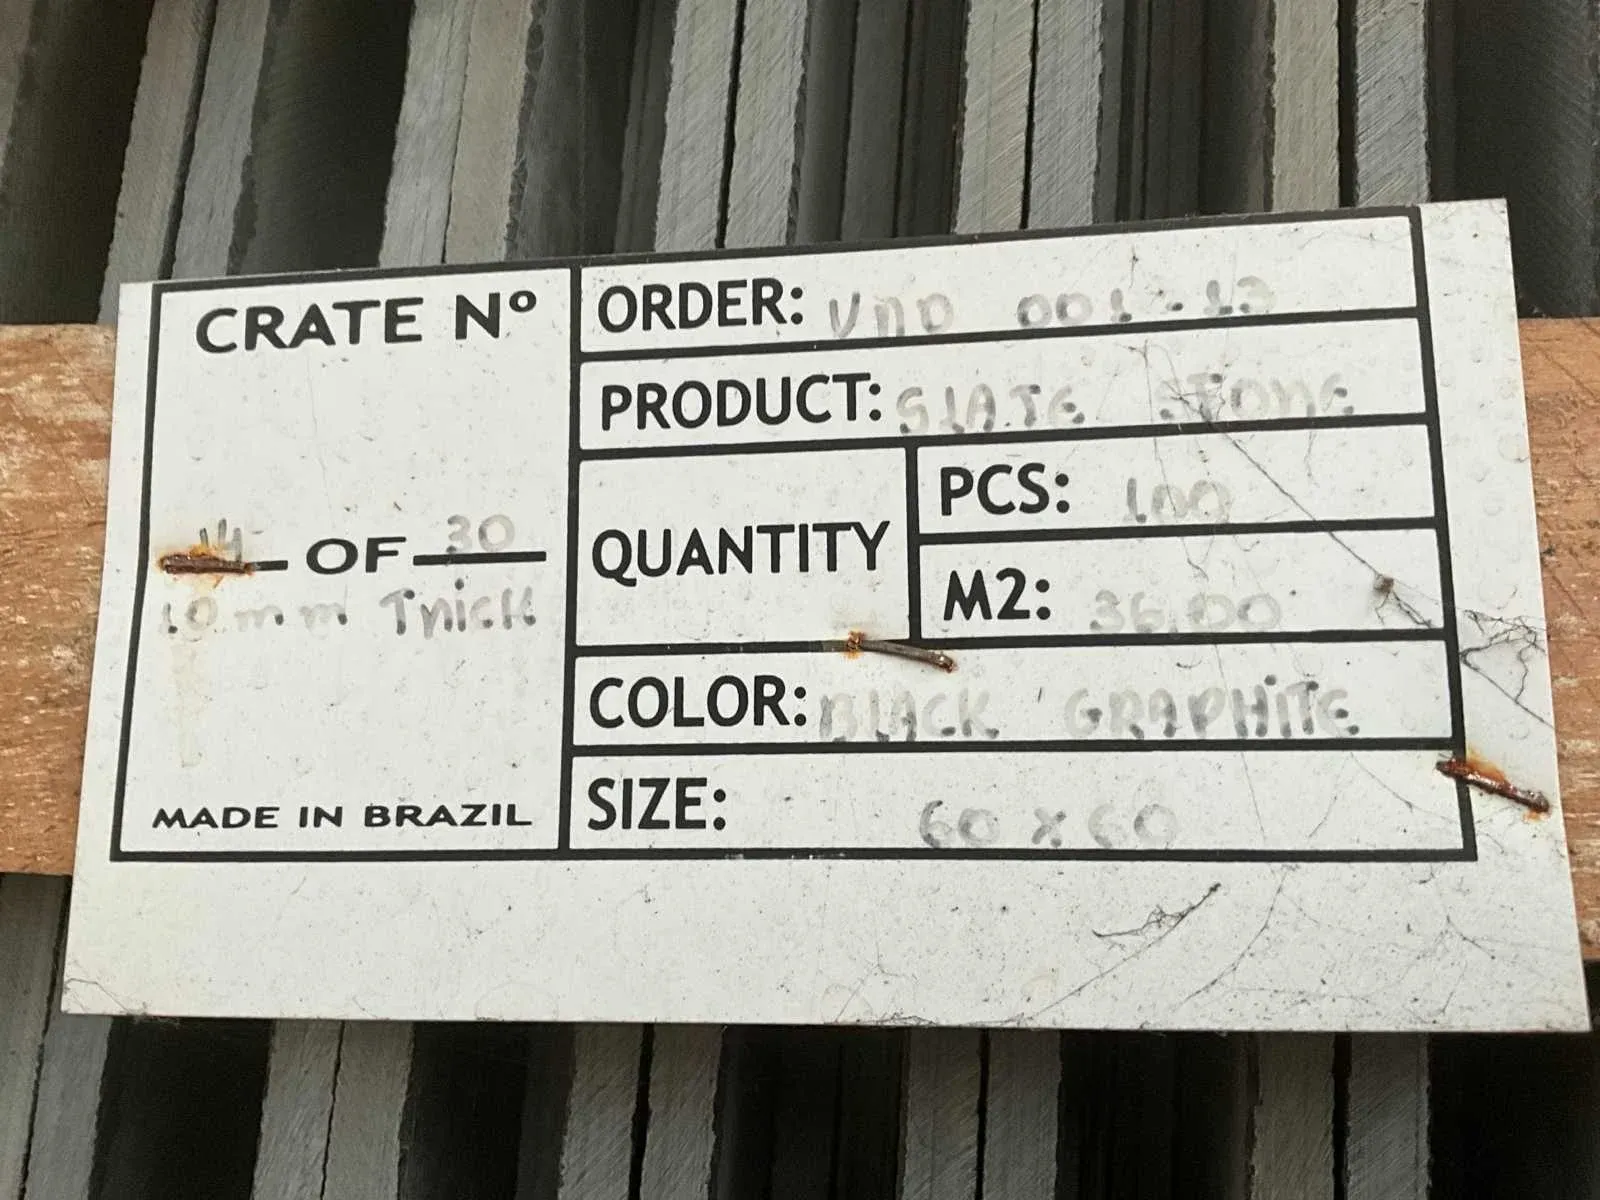 CRATE Nº
14 OF 30
10 mm Thick
MADE IN BRAZIL
ORDER: VND 001-13
PRODUCT: SLATE STONE
QUANTITY
PCS: 100
M2: 36,00
COLOR: BLACK GRAPHITE
SIZE: 60 x 60